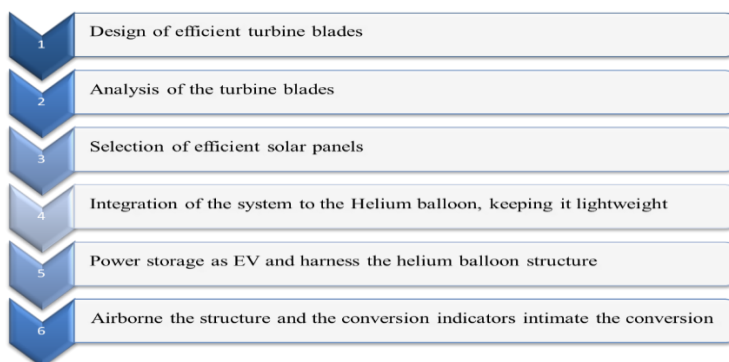 1 Design of efficient turbine blades
2 Analysis of the turbine blades
3 Selection of efficient solar panels
4 Integration of the system to the Helium balloon, keeping it lightweight
5 Power storage as EV and harness the helium balloon structure
6 Airborne the structure and the conversion indicators intimate the conversion